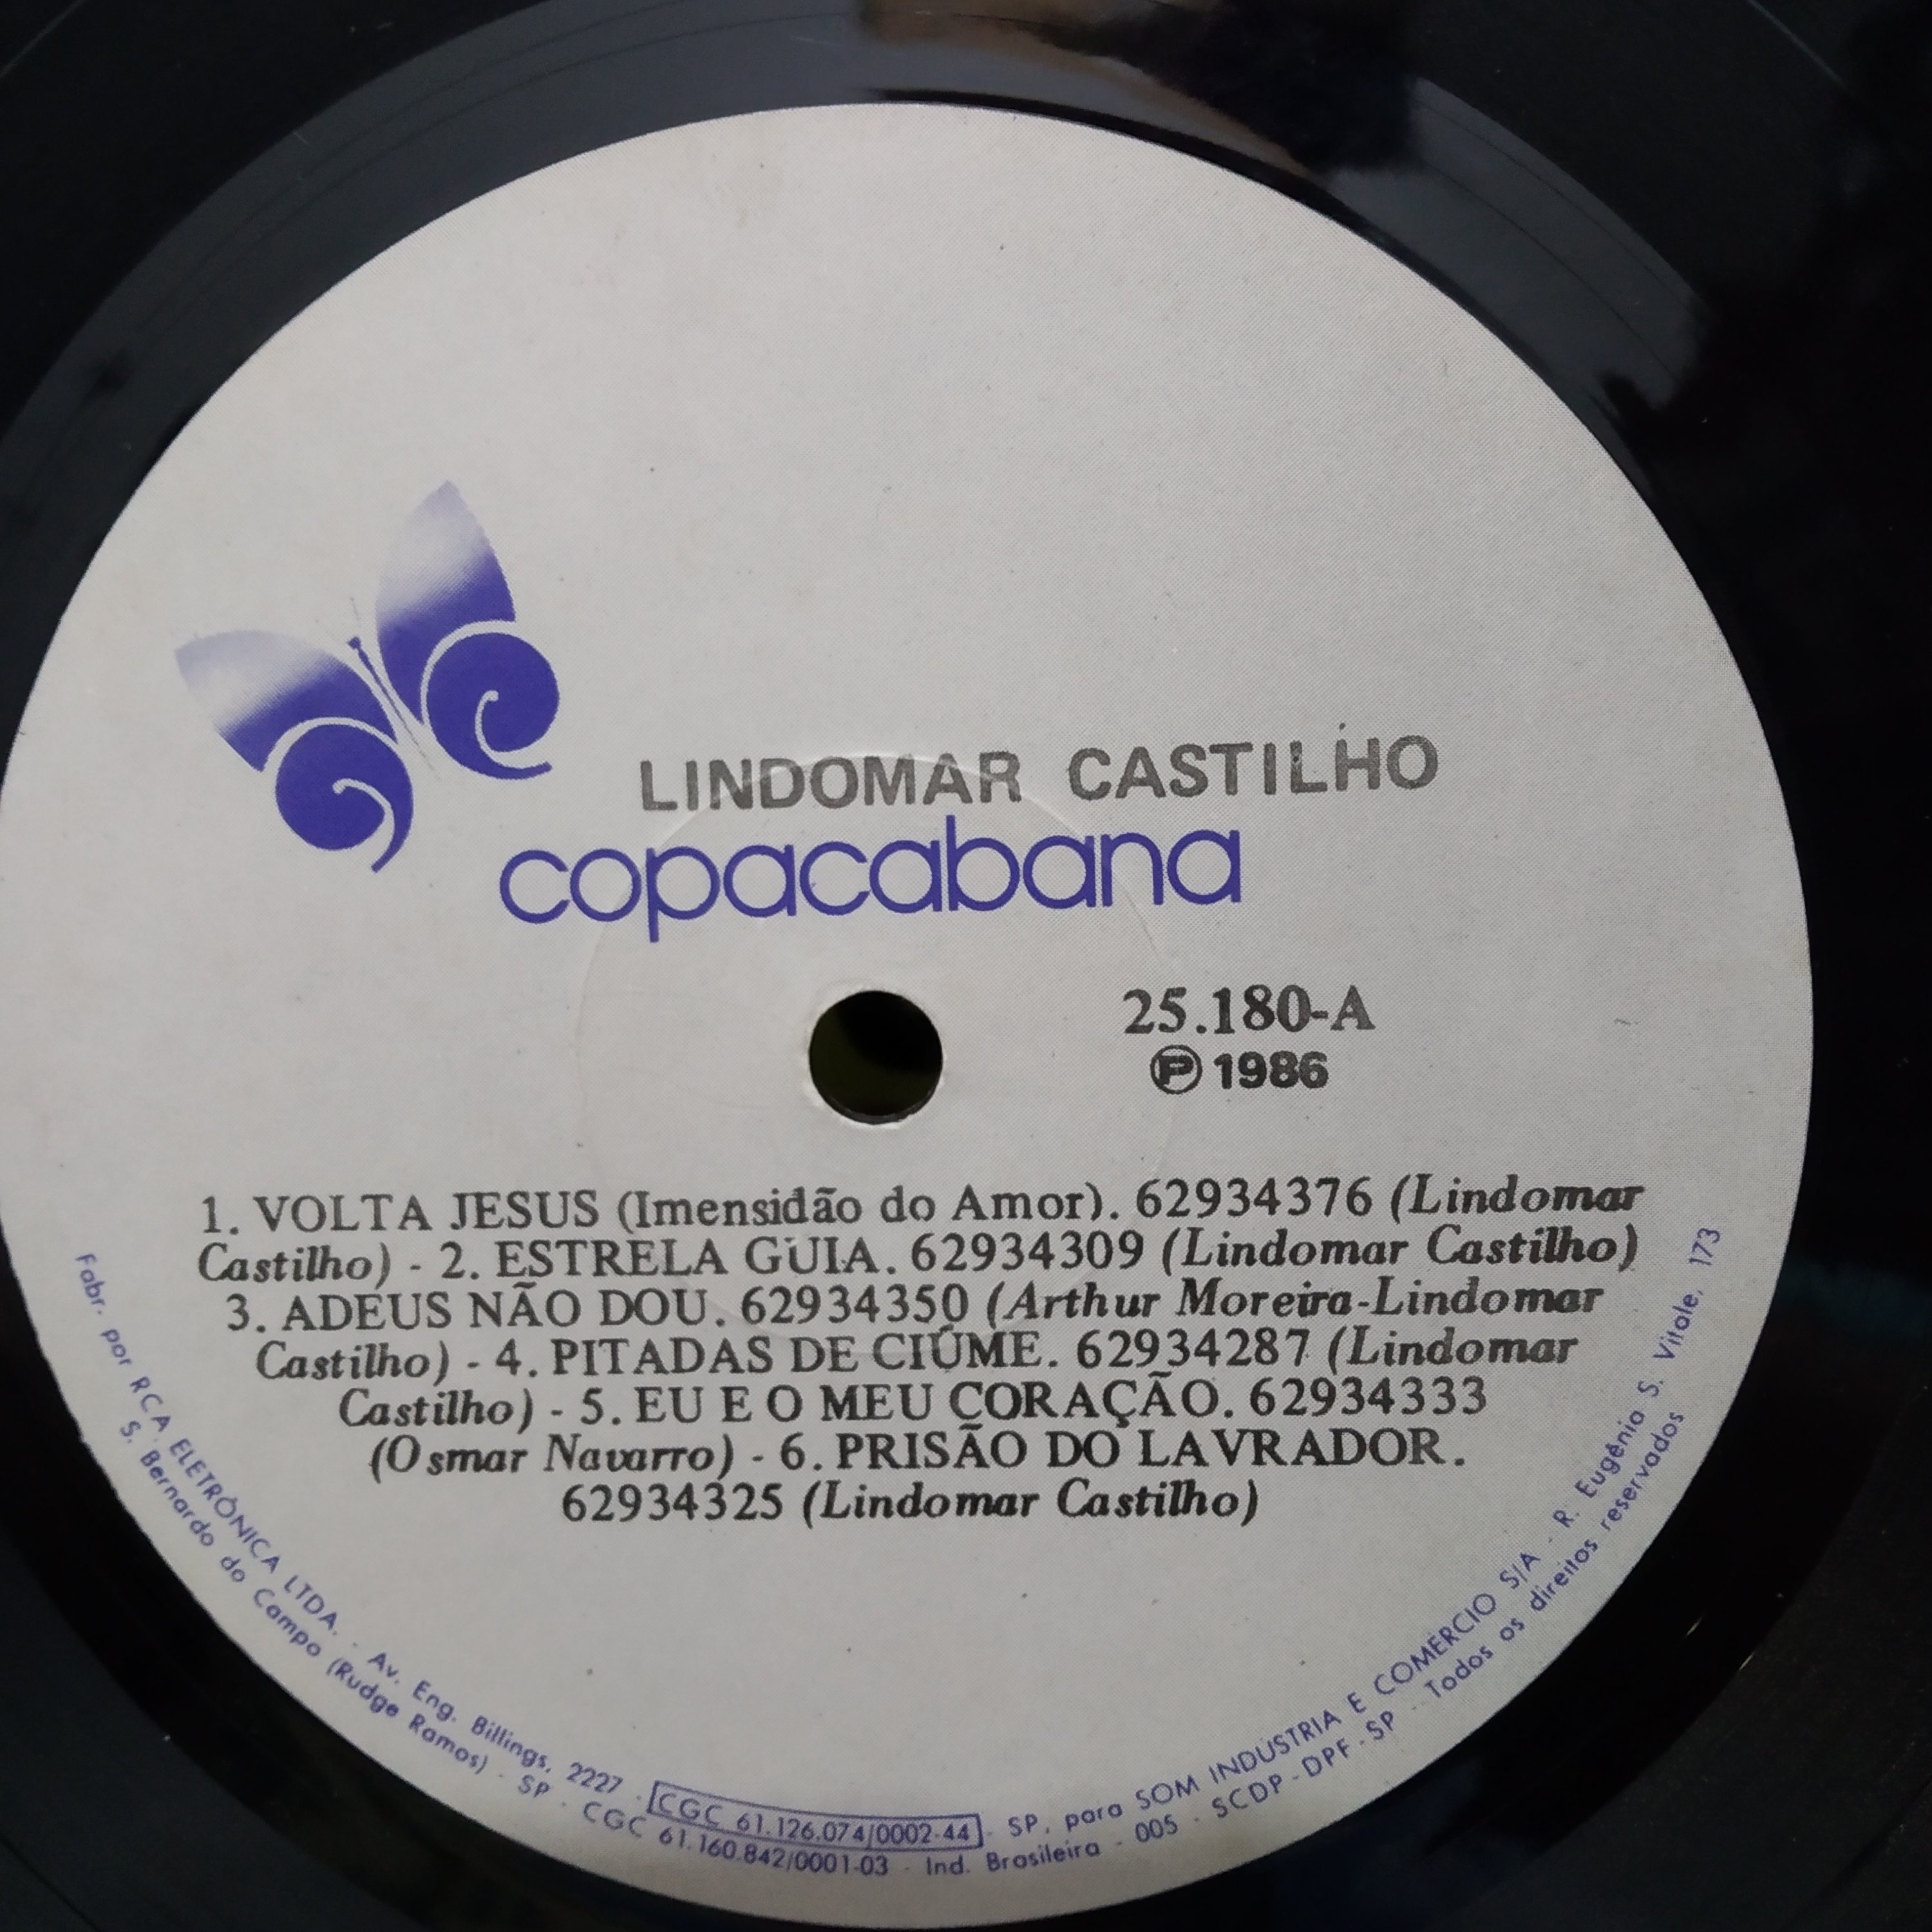 LINDOMAR CASTILHO
copacabana
25.180-A
Ⓟ 1986
1. VOLTA JESUS (Imensidão do Amor). 62934376 (Lindomar
Castilho) - 2. ESTRELA GUIA. 62934309 (Lindomar Castilho)
3. ADEUS NÃO DOU. 62934350 (Arthur Moreira-Lindomar
Castilho) - 4. PITADAS DE CIÚME. 62934287 (Lindomar
Castilho) - 5. EU E O MEU CORAÇÃO. 62934333
(Osmar Navarro) - 6. PRISÃO DO LAVRADOR.
62934325 (Lindomar Castilho)
Fabr. por RCA ELETRÔNICA LTDA. - Av. Eng. Billings, 2227 - CGC 61.126.074/0002-44 - SP, para SOM INDÚSTRIA E COMÉRCIO S/A - R. Eugênia S. Vitale, 173
S. Bernardo do Campo (Rudge Ramos) - SP - CGC 61.160.842/0001-03 - Ind. Brasileira - 005 - SCDP - DPF - SP - Todos os direitos reservados